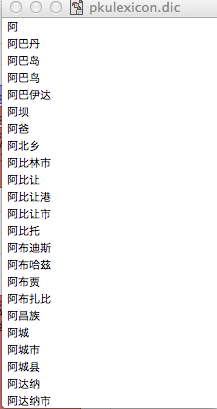 pkulexicon.dic
阿
阿巴丹
阿巴岛
阿巴鸟
阿巴伊达
阿坝
阿爸
阿北乡
阿比林市
阿比让
阿比让港
阿比让市
阿比托
阿布迪斯
阿布哈兹
阿布贾
阿布扎比
阿昌族
阿城
阿城市
阿城县
阿达纳
阿达纳市